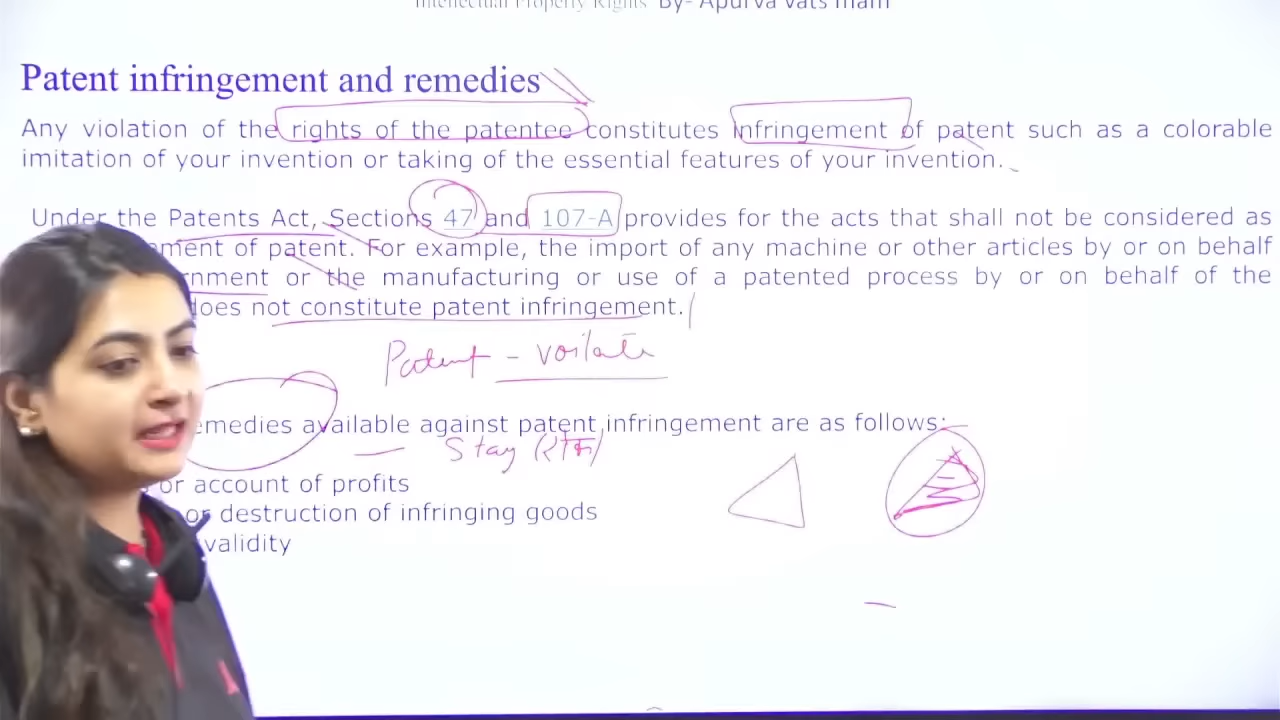 Intellectual Property Rights By- Apurva Vats mam
Patent infringement and remedies
Any violation of the rights of the patentee constitutes infringement of patent such as a colorable
imitation of your invention or taking of the essential features of your invention.
Under the Patents Act, Sections 47 and 107-A provides for the acts that shall not be considered as
ment of patent. For example, the import of any machine or other articles by or on behalf
rnment or the manufacturing or use of a patented process by or on behalf of the
does not constitute patent infringement.
Patent - voilate
emedies available against patent infringement are as follows:-
Stay
or account of profits
or destruction of infringing goods
validity